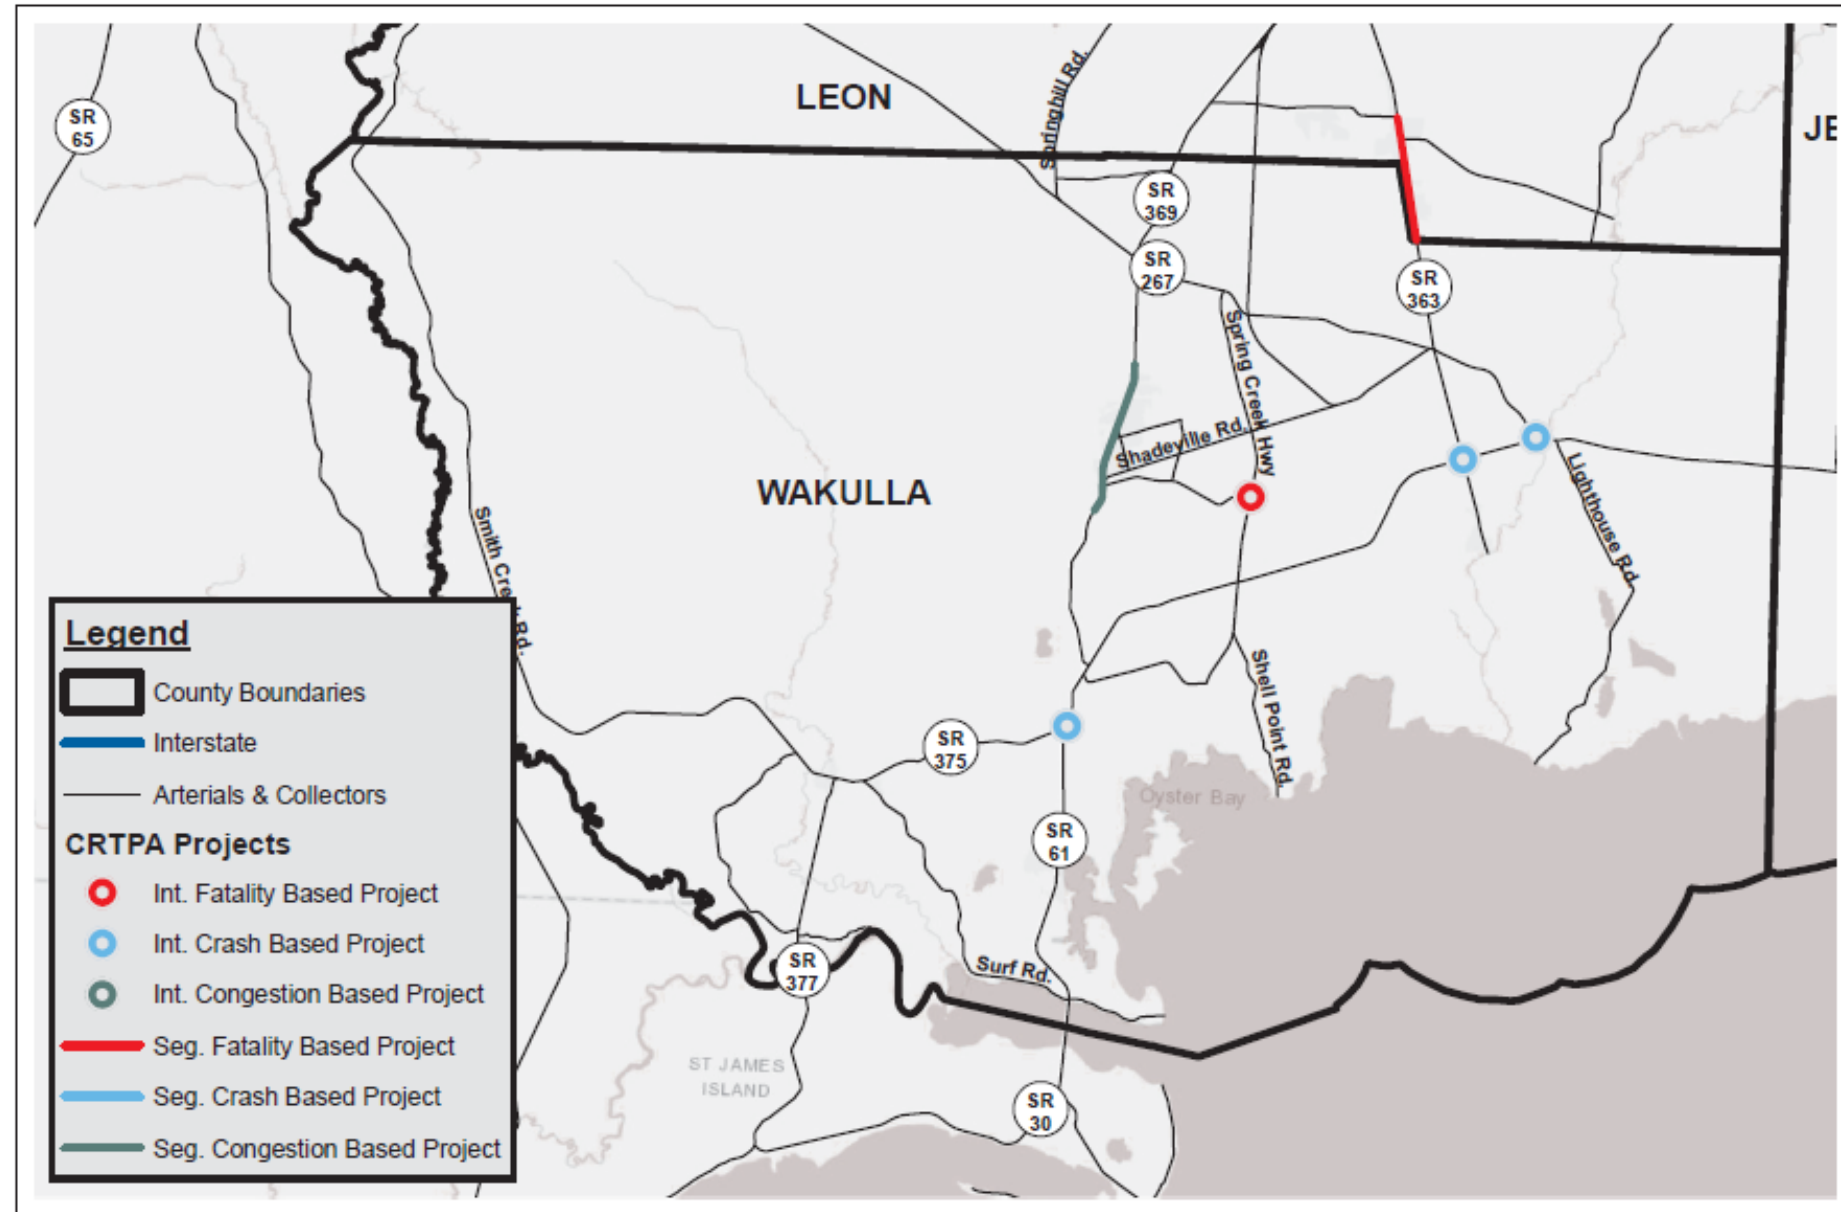 LEON
Springhill Rd.
SR
65
JE
SR
369
SR
267
SR
363
Spring Creek Hwy
Shadeville Rd.
WAKULLA
Lighthouse Rd.
Smith Creek Rd.
Shell Point Rd.
SR
375
Oyster Bay
SR
61
Surf Rd.
SR
377
ST JAMES
ISLAND
SR
30
Legend
County Boundaries
Interstate
Arterials & Collectors
CRTPA Projects
Int. Fatality Based Project
Int. Crash Based Project
Int. Congestion Based Project
Seg. Fatality Based Project
Seg. Crash Based Project
Seg. Congestion Based Project